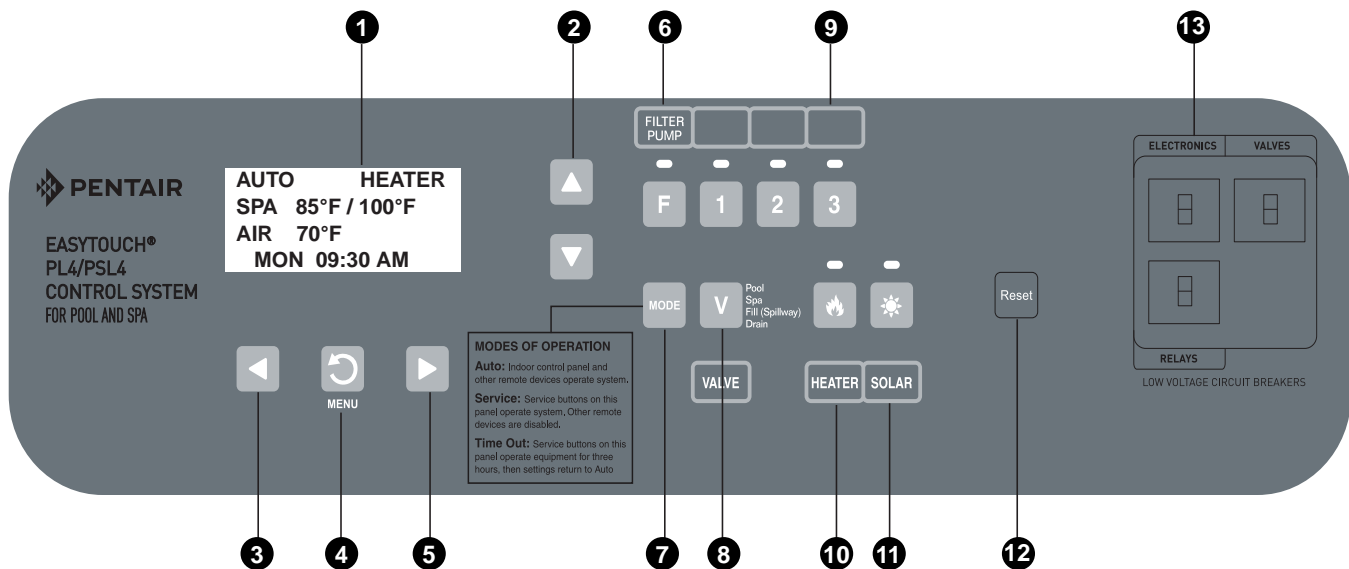 1
2
6
9
13
PENTAIR
EASYTOUCH®
PL4/PSL4
CONTROL SYSTEM
FOR POOL AND SPA
AUTO HEATER
SPA 85°F / 100°F
AIR 70°F
MON 09:30 AM
MENU
FILTER
PUMP
F
1
2
3
MODE
V
Pool
Spa
Fill (Spillway)
Drain
MODES OF OPERATION
Auto: Indoor control panel and
other remote devices operate system.
Service: Service buttons on this
panel operate system, Other remote
devices are disabled.
Time Out: Service buttons on this
panel operate equipment for three
hours, then settings return to Auto
VALVE
HEATER
SOLAR
Reset
ELECTRONICS
VALVES
RELAYS
LOW VOLTAGE CIRCUIT BREAKERS
3
4
5
7
8
10
11
12